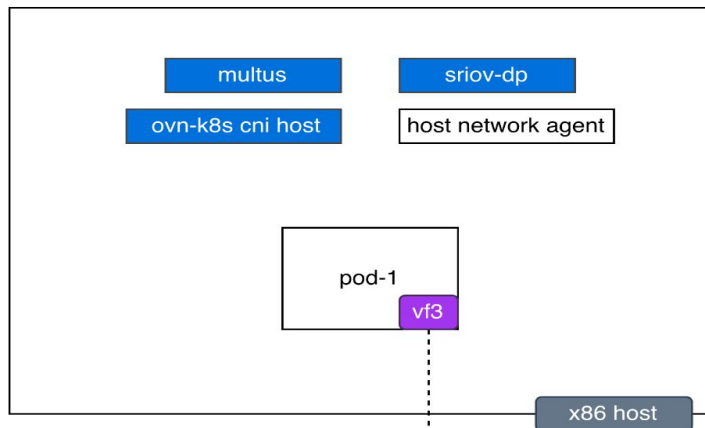 multus
sriov-dp
ovn-k8s cni host
host network agent
pod-1
vf3
x86 host